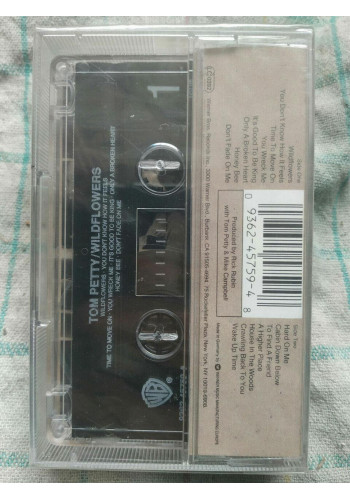 1
TOM PETTY/WILDFLOWERS
WILDFLOWERS · YOU DON'T KNOW HOW IT FEELS
TIME TO MOVE ON · YOU WRECK ME · IT'S GOOD TO BE KING · ONLY A BROKEN HEART
HONEY BEE · DON'T FADE ON ME
WB
Side One
Wildflowers
You Don't Know How It Feels
Time To Move On
You Wreck Me
It's Good To Be King
Only A Broken Heart
Honey Bee
Don't Fade On Me
Produced by Rick Rubin
with Tom Petty & Mike Campbell
0 9362-45759-4 8
Side Two
Hard On Me
Cabin Down Below
To Find A Friend
A Higher Place
House In The Woods
Crawling Back To You
Wake Up Time